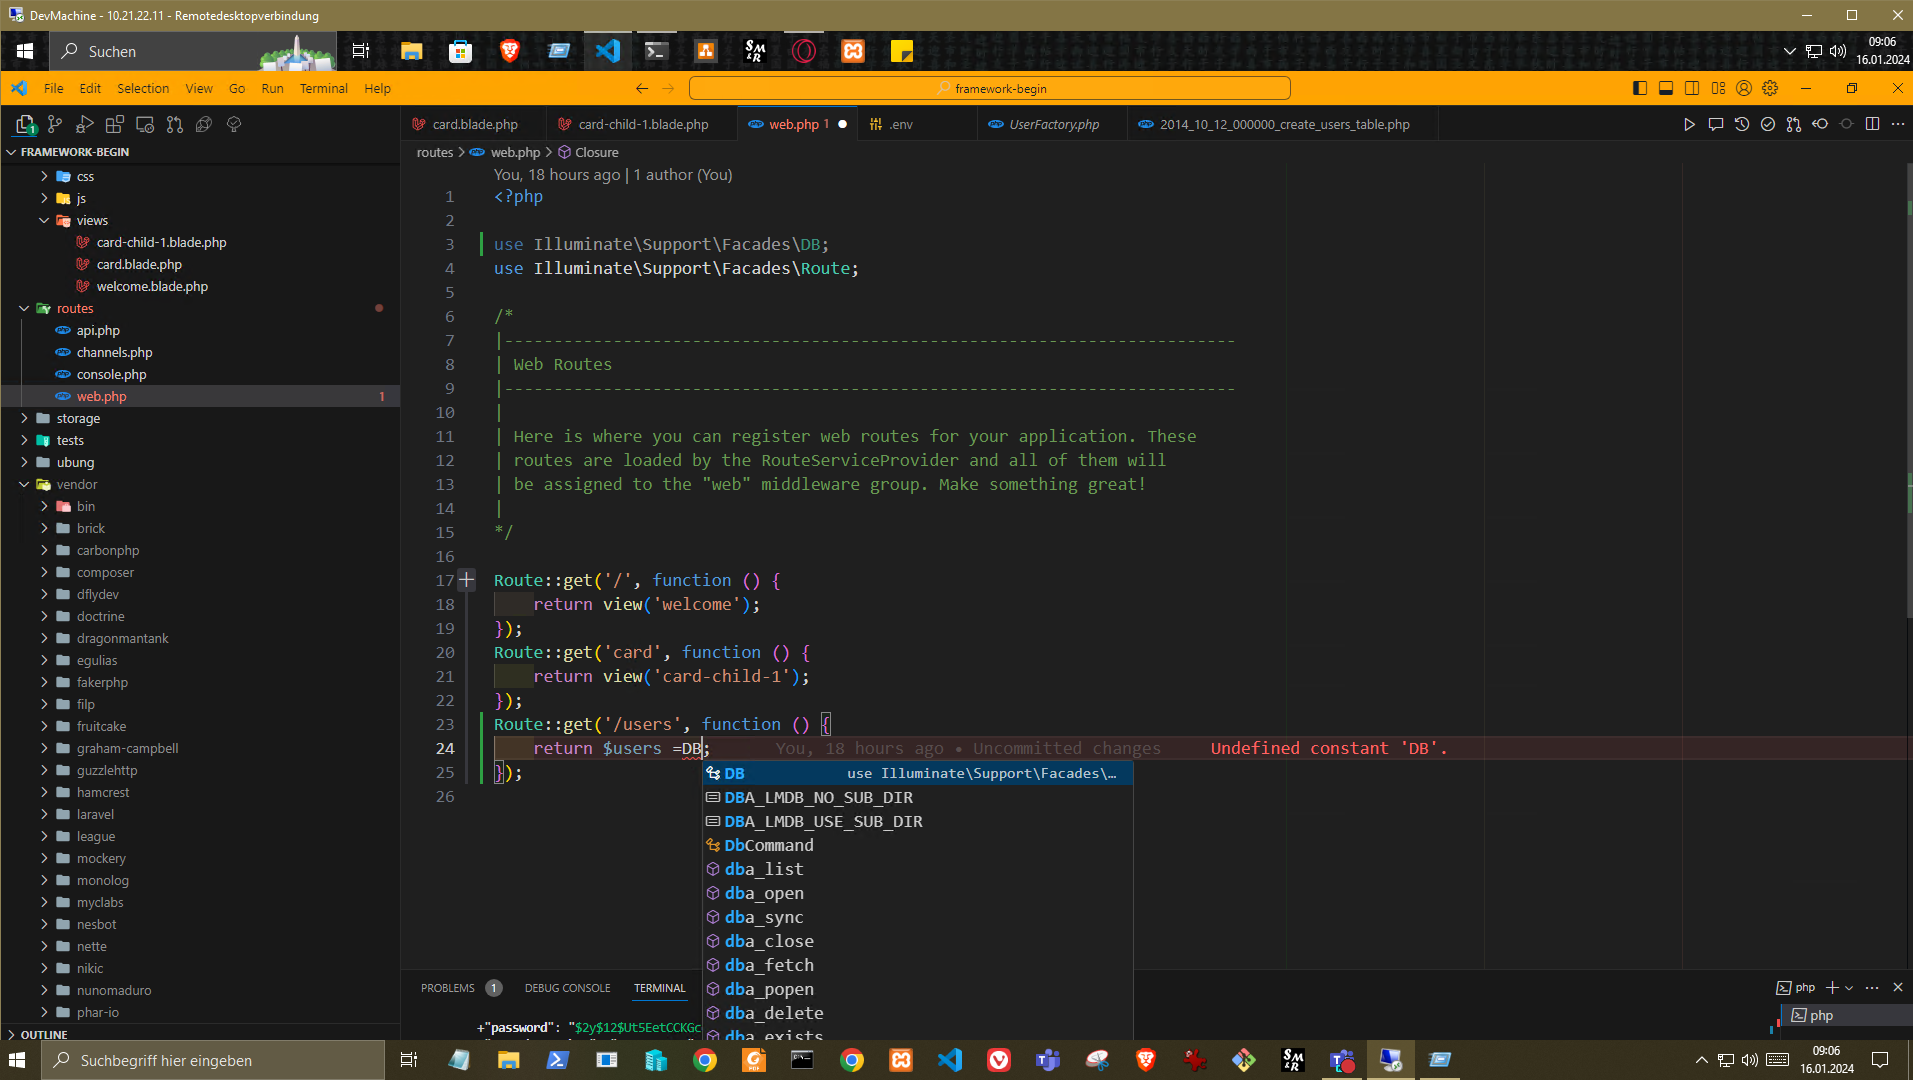 DevMachine - 10.21.22.11 - Remotedesktopverbindung
Suchen
09:06
16.01.2024
File Edit Selection View Go Run Terminal Help
framework-begin
card.blade.php
card-child-1.blade.php
web.php 1
.env
UserFactory.php
2014_10_12_000000_create_users_table.php
FRAMEWORK-BEGIN
css
js
views
card-child-1.blade.php
card.blade.php
welcome.blade.php
routes
api.php
channels.php
console.php
web.php 1
storage
tests
ubung
vendor
bin
brick
carbonphp
composer
dflydev
doctrine
dragonmantank
egulias
fakerphp
filp
fruitcake
graham-campbell
guzzlehttp
hamcrest
laravel
league
mockery
monolog
myclabs
nesbot
nette
nikic
nunomaduro
phar-io
OUTLINE
routes > web.php > Closure
You, 18 hours ago | 1 author (You)
1 <?php
2
3 use Illuminate\Support\Facades\DB;
4 use Illuminate\Support\Facades\Route;
5
6 /*
7 |--------------------------------------------------------------------------
8 | Web Routes
9 |--------------------------------------------------------------------------
10 |
11 | Here is where you can register web routes for your application. These
12 | routes are loaded by the RouteServiceProvider and all of them will
13 | be assigned to the "web" middleware group. Make something great!
14 |
15 */
16
17 Route::get('/', function () {
18 return view('welcome');
19 });
20 Route::get('card', function () {
21 return view('card-child-1');
22 });
23 Route::get('/users', function () {
24 return $users =DB; You, 18 hours ago • Uncommitted changes Undefined constant 'DB'.
25 });
26
DB use Illuminate\Support\Facades\…
DBA_LMDB_NO_SUB_DIR
DBA_LMDB_USE_SUB_DIR
DbCommand
dba_list
dba_open
dba_sync
dba_close
dba_fetch
dba_popen
dba_delete
dba_exists
PROBLEMS 1 DEBUG CONSOLE TERMINAL
php
php
+"password": "$2y$12$Ut5EetCCKGc
Suchbegriff hier eingeben
09:06
16.01.2024